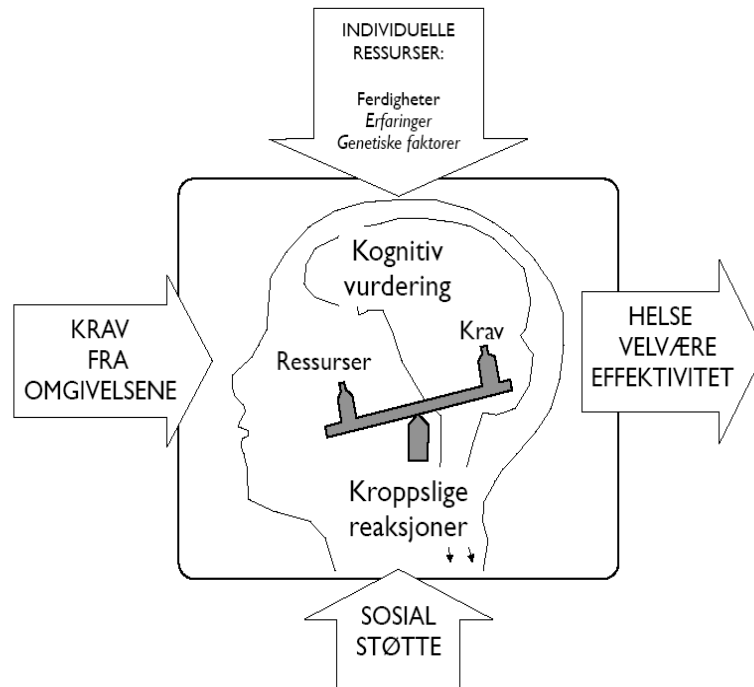 INDIVIDUELLE
RESSURSER:
Ferdigheter
Erfaringer
Genetiske faktorer
Kognitiv
vurdering
KRAV
FRA
OMGIVELSENE
Ressurser
Krav
HELSE
VELVÆRE
EFFEKTIVITET
Kroppslige
reaksjoner
SOSIAL
STØTTE